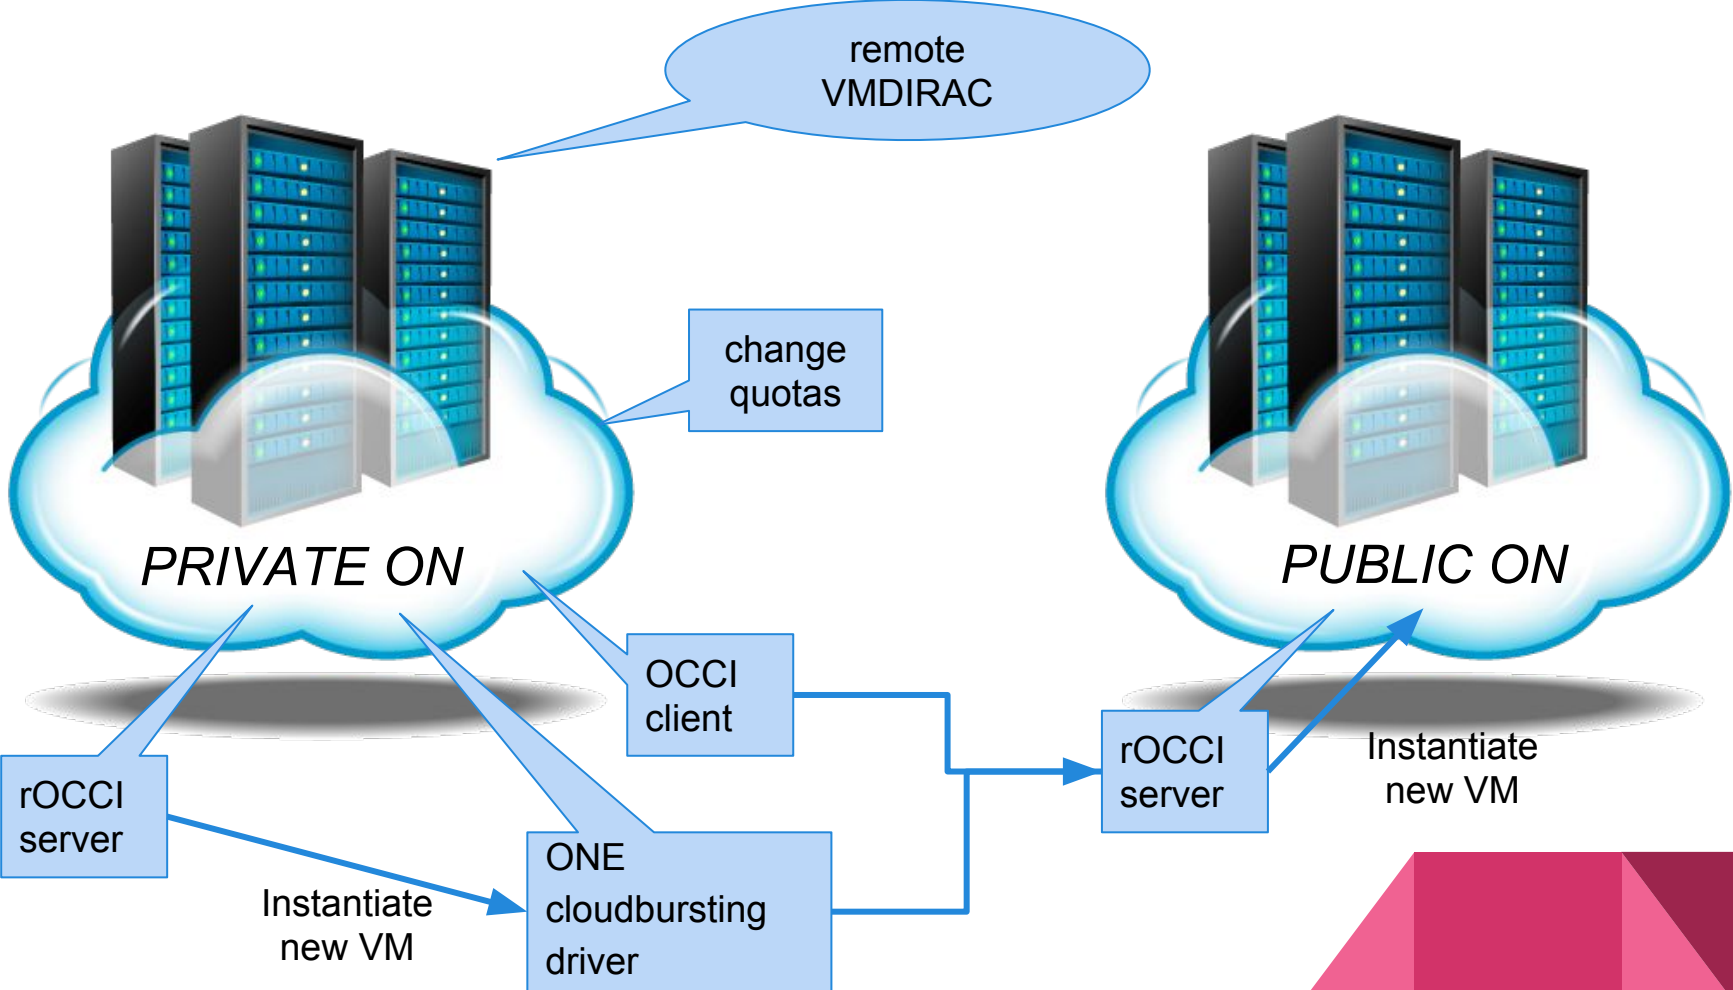 remote
VMDIRAC
change
quotas
PRIVATE ON
PUBLIC ON
OCCI
client
rOCCI
server
Instantiate
new VM
rOCCI
server
ONE
cloudbursting
driver
Instantiate
new VM